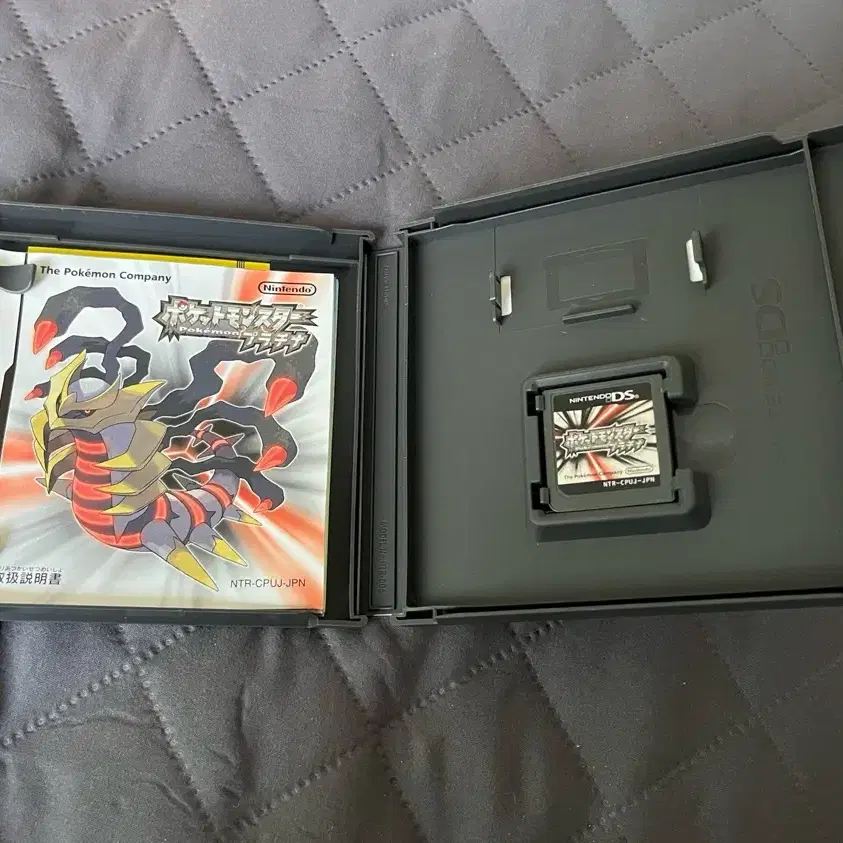 The Pokémon Company
Nintendo
ポケットモンスター
Pokémon
プラチナ
取扱説明書
NTR-CPUJ-JPN
NINTENDO DS
ポケットモンスター
プラチナ
The Pokémon Company
Nintendo
NTR-CPUJ-JPN